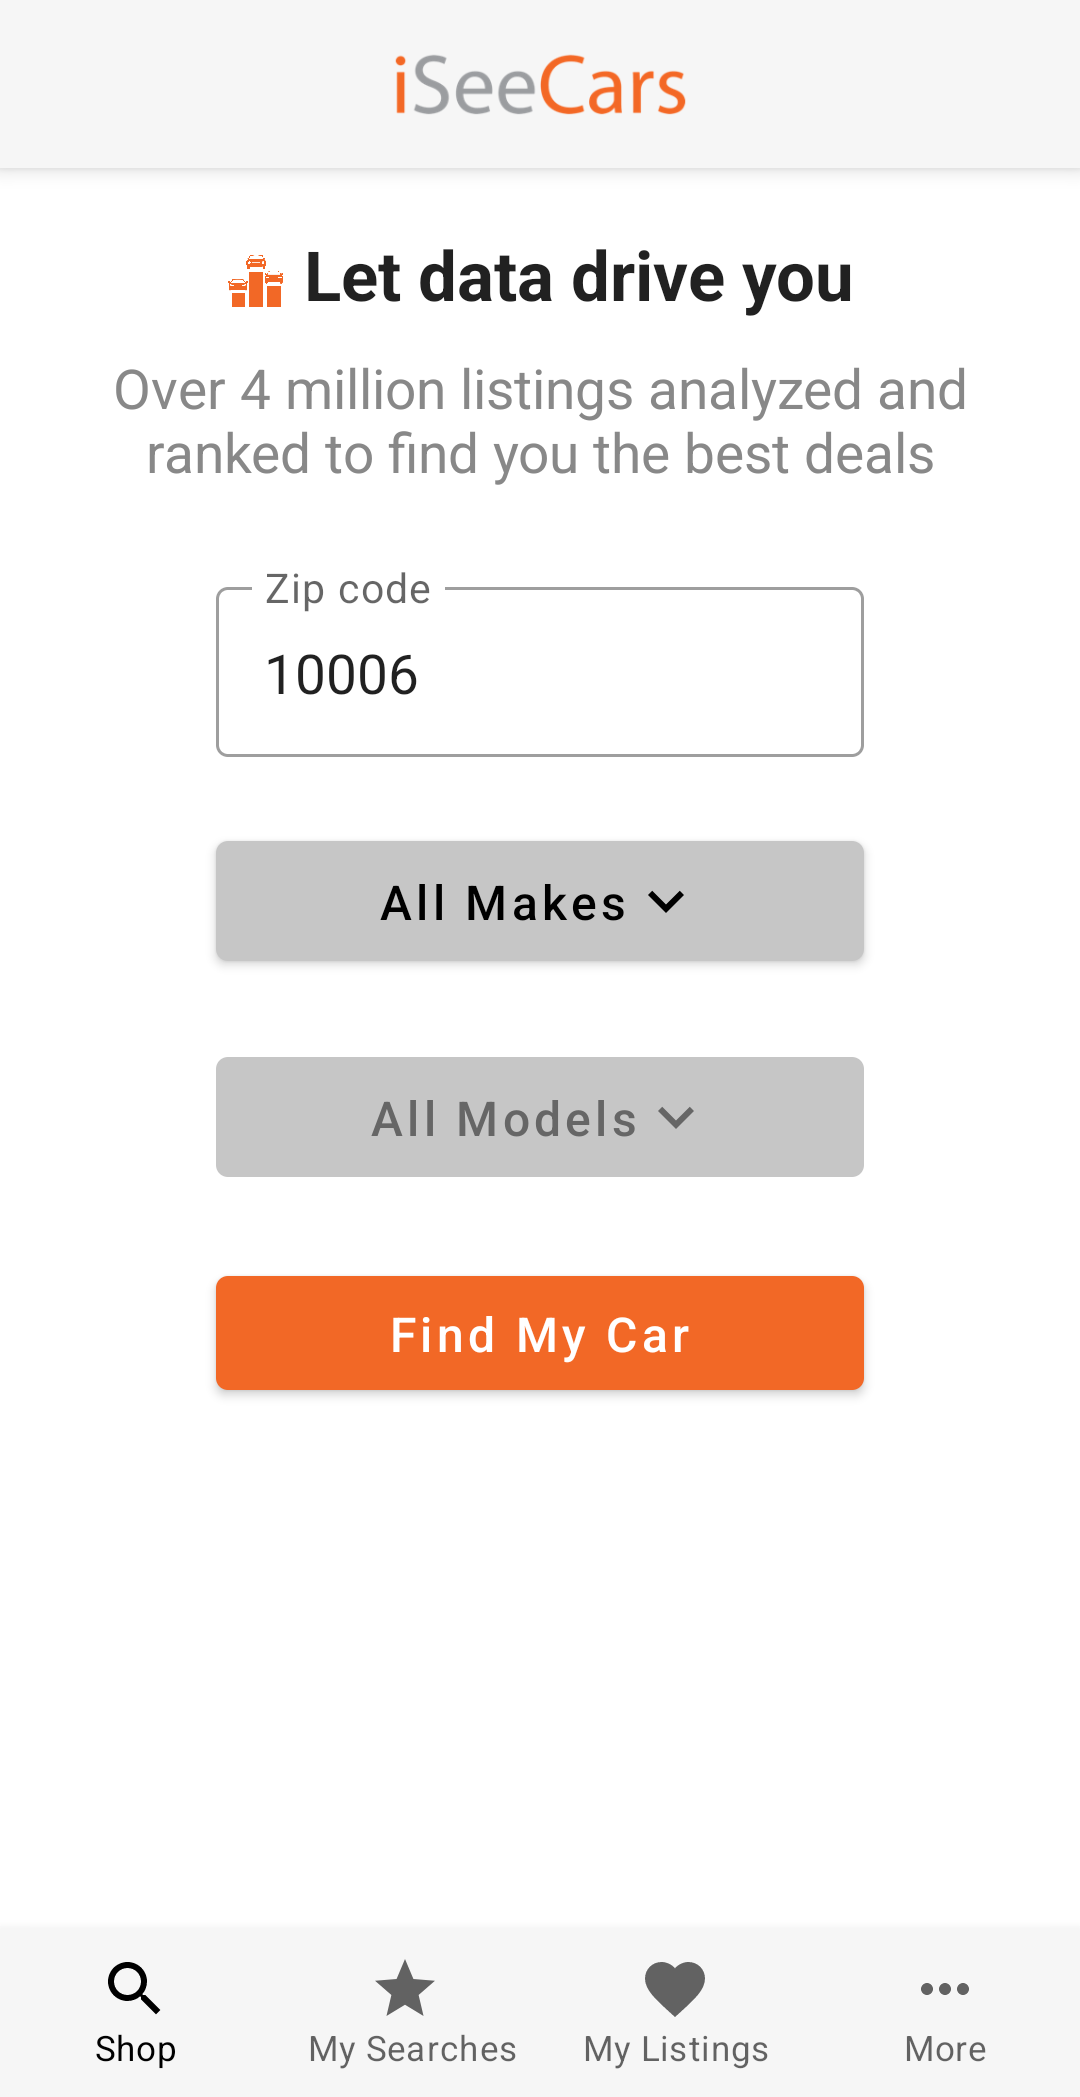 iSeeCars
Let data drive you
Over 4 million listings analyzed and
ranked to find you the best deals
Zip code
10006
All Makes
All Models
Find My Car
Shop
My Searches
My Listings
More